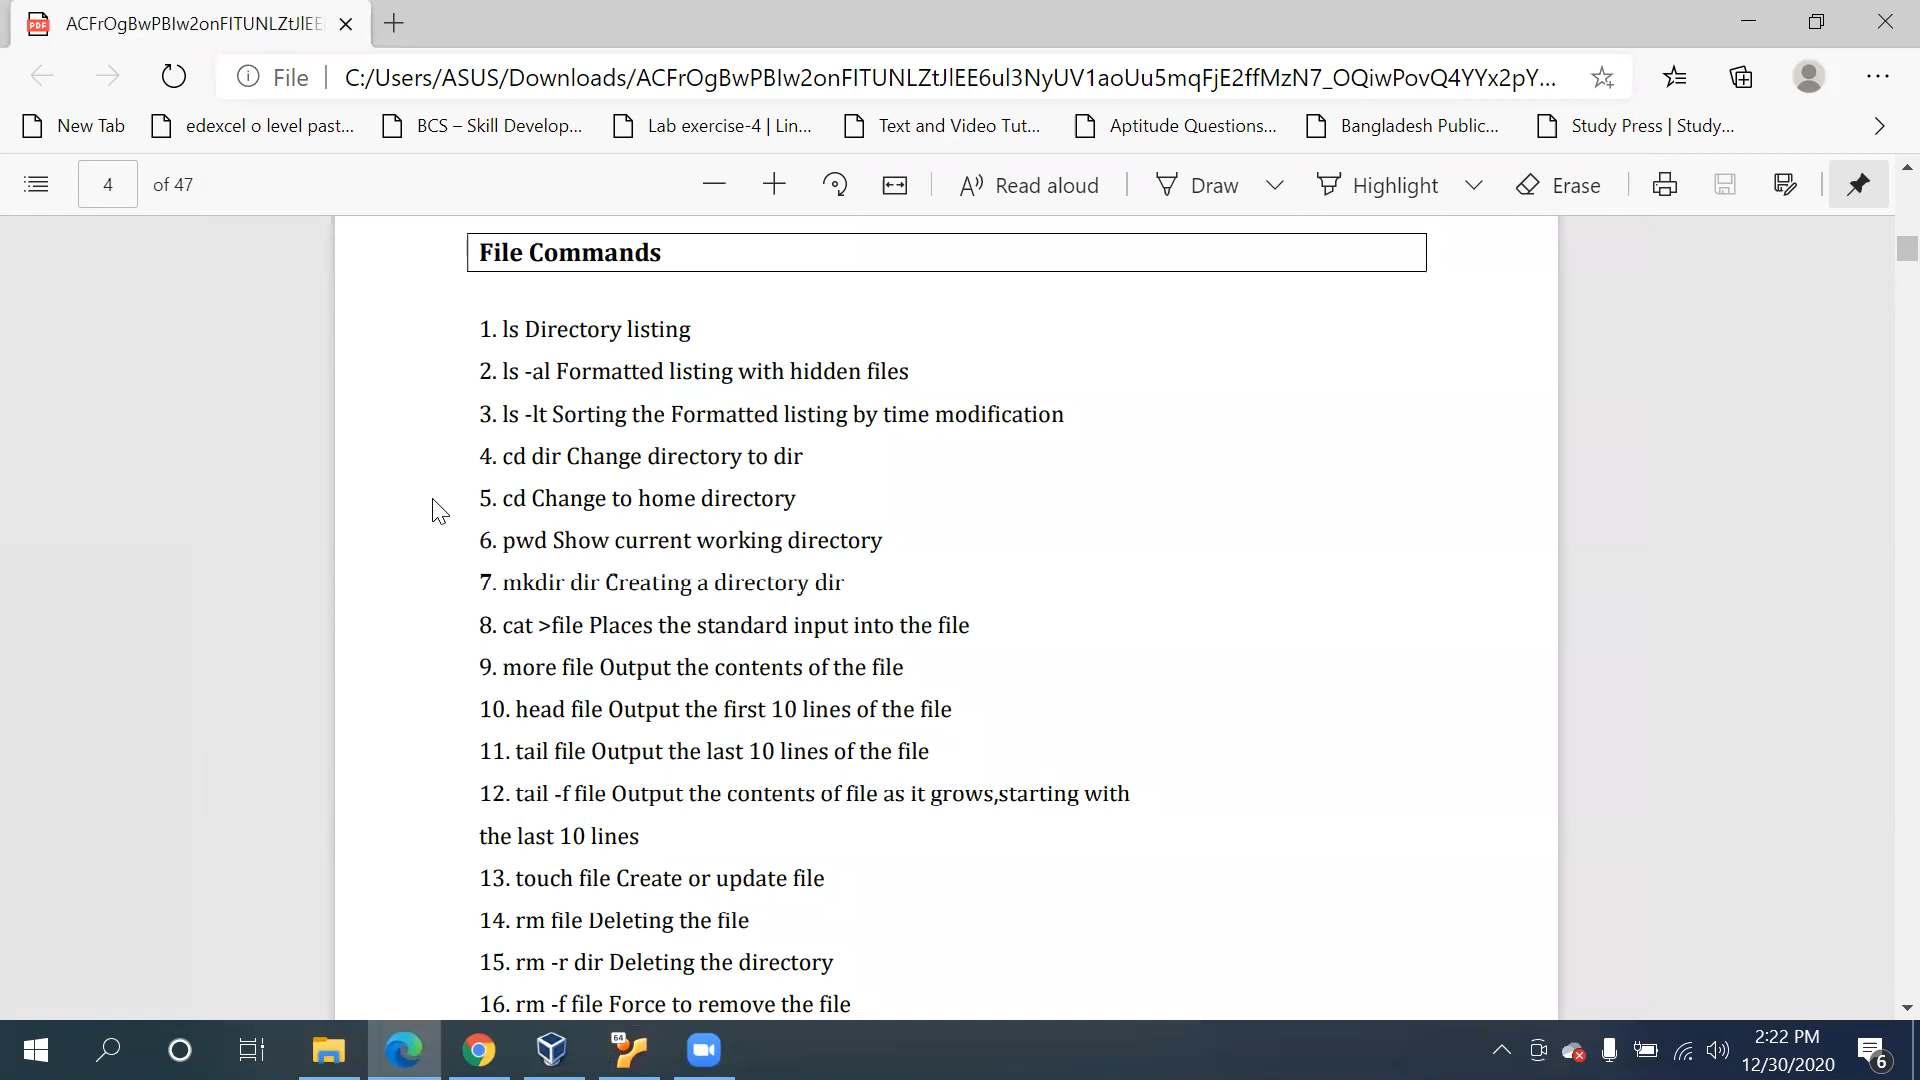 ACFrOgBwPBIw2onFITUNLZtJlEE
File
C:/Users/ASUS/Downloads/ACFrOgBwPBIw2onFITUNLZtJlEE6ul3NyUV1aoUu5mqFjE2ffMzN7_OQiwPovQ4YYx2pY...
New Tab
edexcel o level past...
BCS – Skill Develop...
Lab exercise-4 | Lin...
Text and Video Tut...
Aptitude Questions...
Bangladesh Public...
Study Press | Study...
4 of 47
Read aloud
Draw
Highlight
Erase
File Commands
1. ls Directory listing
2. ls -al Formatted listing with hidden files
3. ls -lt Sorting the Formatted listing by time modification
4. cd dir Change directory to dir
5. cd Change to home directory
6. pwd Show current working directory
7. mkdir dir Creating a directory dir
8. cat >file Places the standard input into the file
9. more file Output the contents of the file
10. head file Output the first 10 lines of the file
11. tail file Output the last 10 lines of the file
12. tail -f file Output the contents of file as it grows,starting with
the last 10 lines
13. touch file Create or update file
14. rm file Deleting the file
15. rm -r dir Deleting the directory
16. rm -f file Force to remove the file
64
2:22 PM
12/30/2020
6